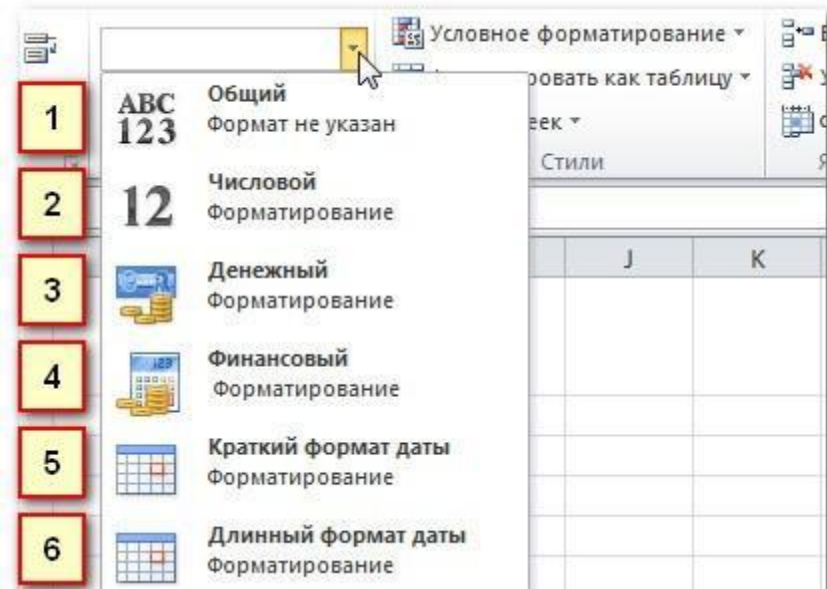 Условное форматирование
ровать как таблицу
еек
Стили
1
ABC
123
Общий
Формат не указан
2
12
Числовой
Форматирование
3
Денежный
Форматирование
4
123
Финансовый
Форматирование
5
Краткий формат даты
Форматирование
6
Длинный формат даты
Форматирование
J K